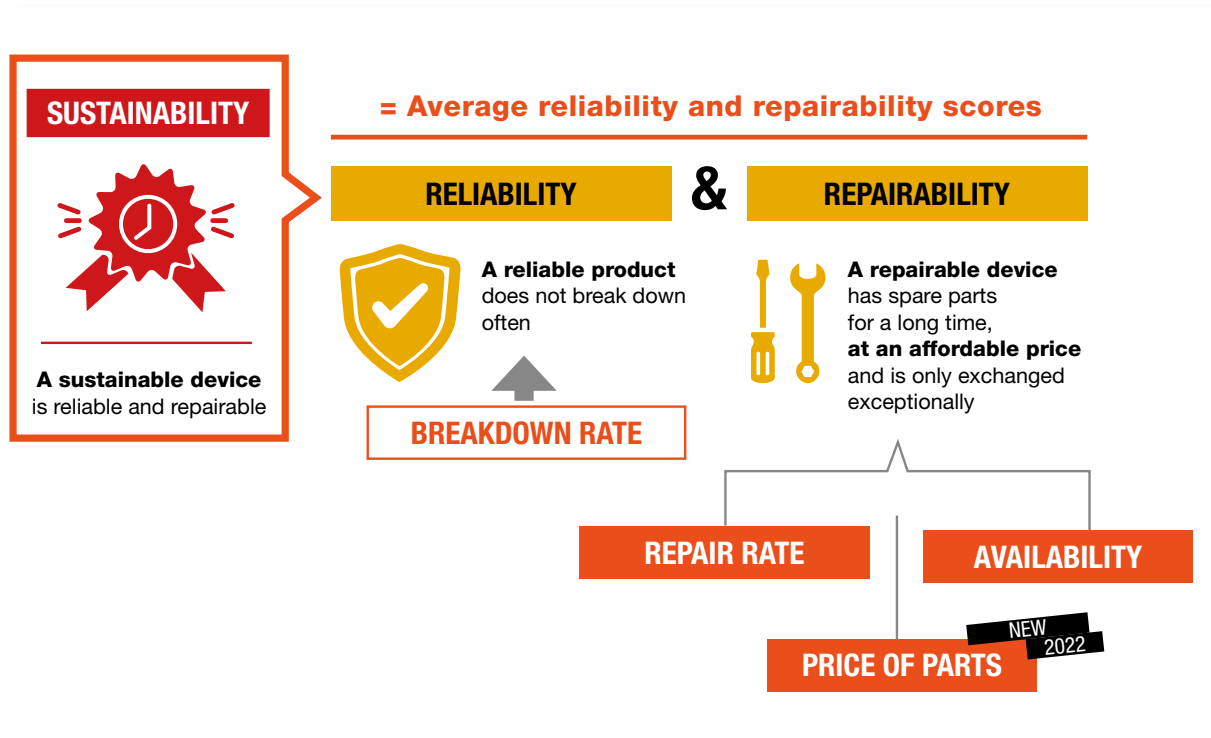 SUSTAINABILITY
A sustainable device
is reliable and repairable
= Average reliability and repairability scores
RELIABILITY
&
REPAIRABILITY
A reliable product
does not break down
often
BREAKDOWN RATE
A repairable device
has spare parts
for a long time,
at an affordable price
and is only exchanged
exceptionally
REPAIR RATE
AVAILABILITY
PRICE OF PARTS
NEW
2022